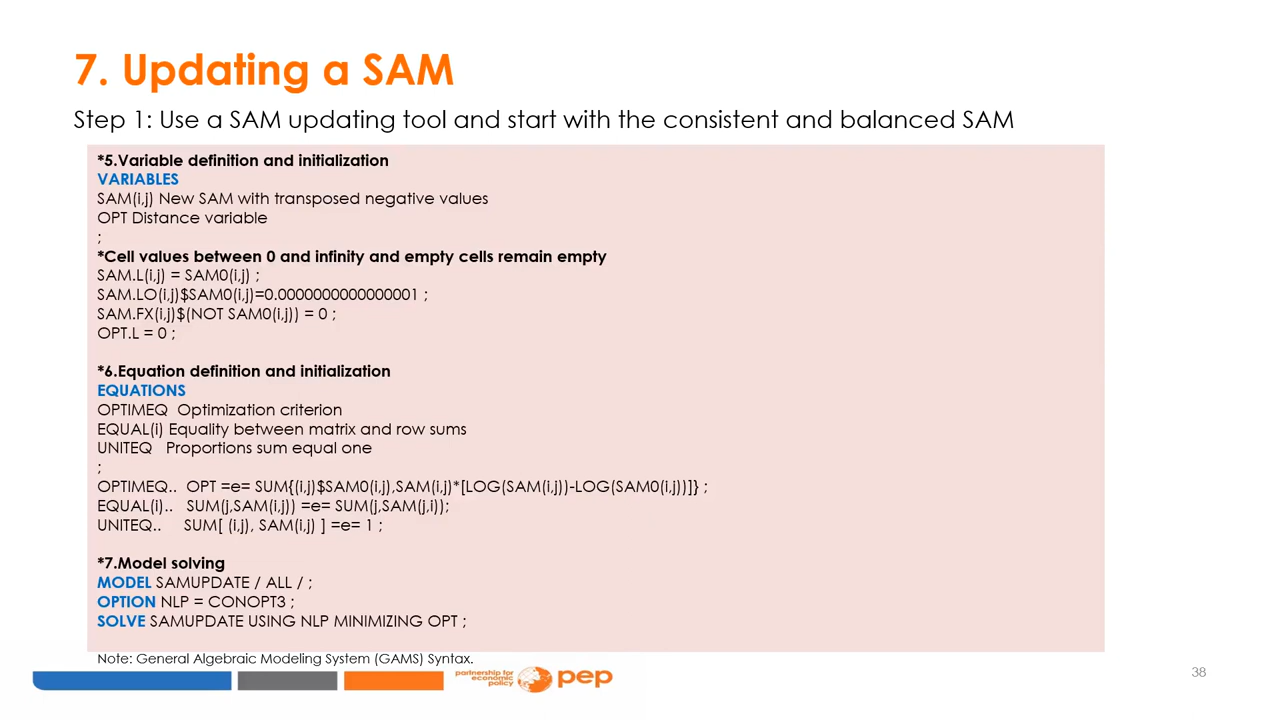 7. Updating a SAM
Step 1: Use a SAM updating tool and start with the consistent and balanced SAM
*5.Variable definition and initialization
VARIABLES
SAM(i,j) New SAM with transposed negative values
OPT Distance variable
;
*Cell values between 0 and infinity and empty cells remain empty
SAM.L(i,j) = SAM0(i,j) ;
SAM.LO(i,j)$SAM0(i,j)=0.0000000000000001 ;
SAM.FX(i,j)$(NOT SAM0(i,j)) = 0 ;
OPT.L = 0 ;
*6.Equation definition and initialization
EQUATIONS
OPTIMEQ Optimization criterion
EQUAL(i) Equality between matrix and row sums
UNITEQ Proportions sum equal one
;
OPTIMEQ.. OPT =e= SUM{(i,j)$SAM0(i,j),SAM(i,j)*[LOG(SAM(i,j))-LOG(SAM0(i,j))]} ;
EQUAL(i).. SUM(j,SAM(i,j)) =e= SUM(j,SAM(j,i));
UNITEQ.. SUM[ (i,j), SAM(i,j) ] =e= 1 ;
*7.Model solving
MODEL SAMUPDATE / ALL / ;
OPTION NLP = CONOPT3 ;
SOLVE SAMUPDATE USING NLP MINIMIZING OPT ;
Note: General Algebraic Modeling System (GAMS) Syntax.
partnership for
economic
policy
pep
38